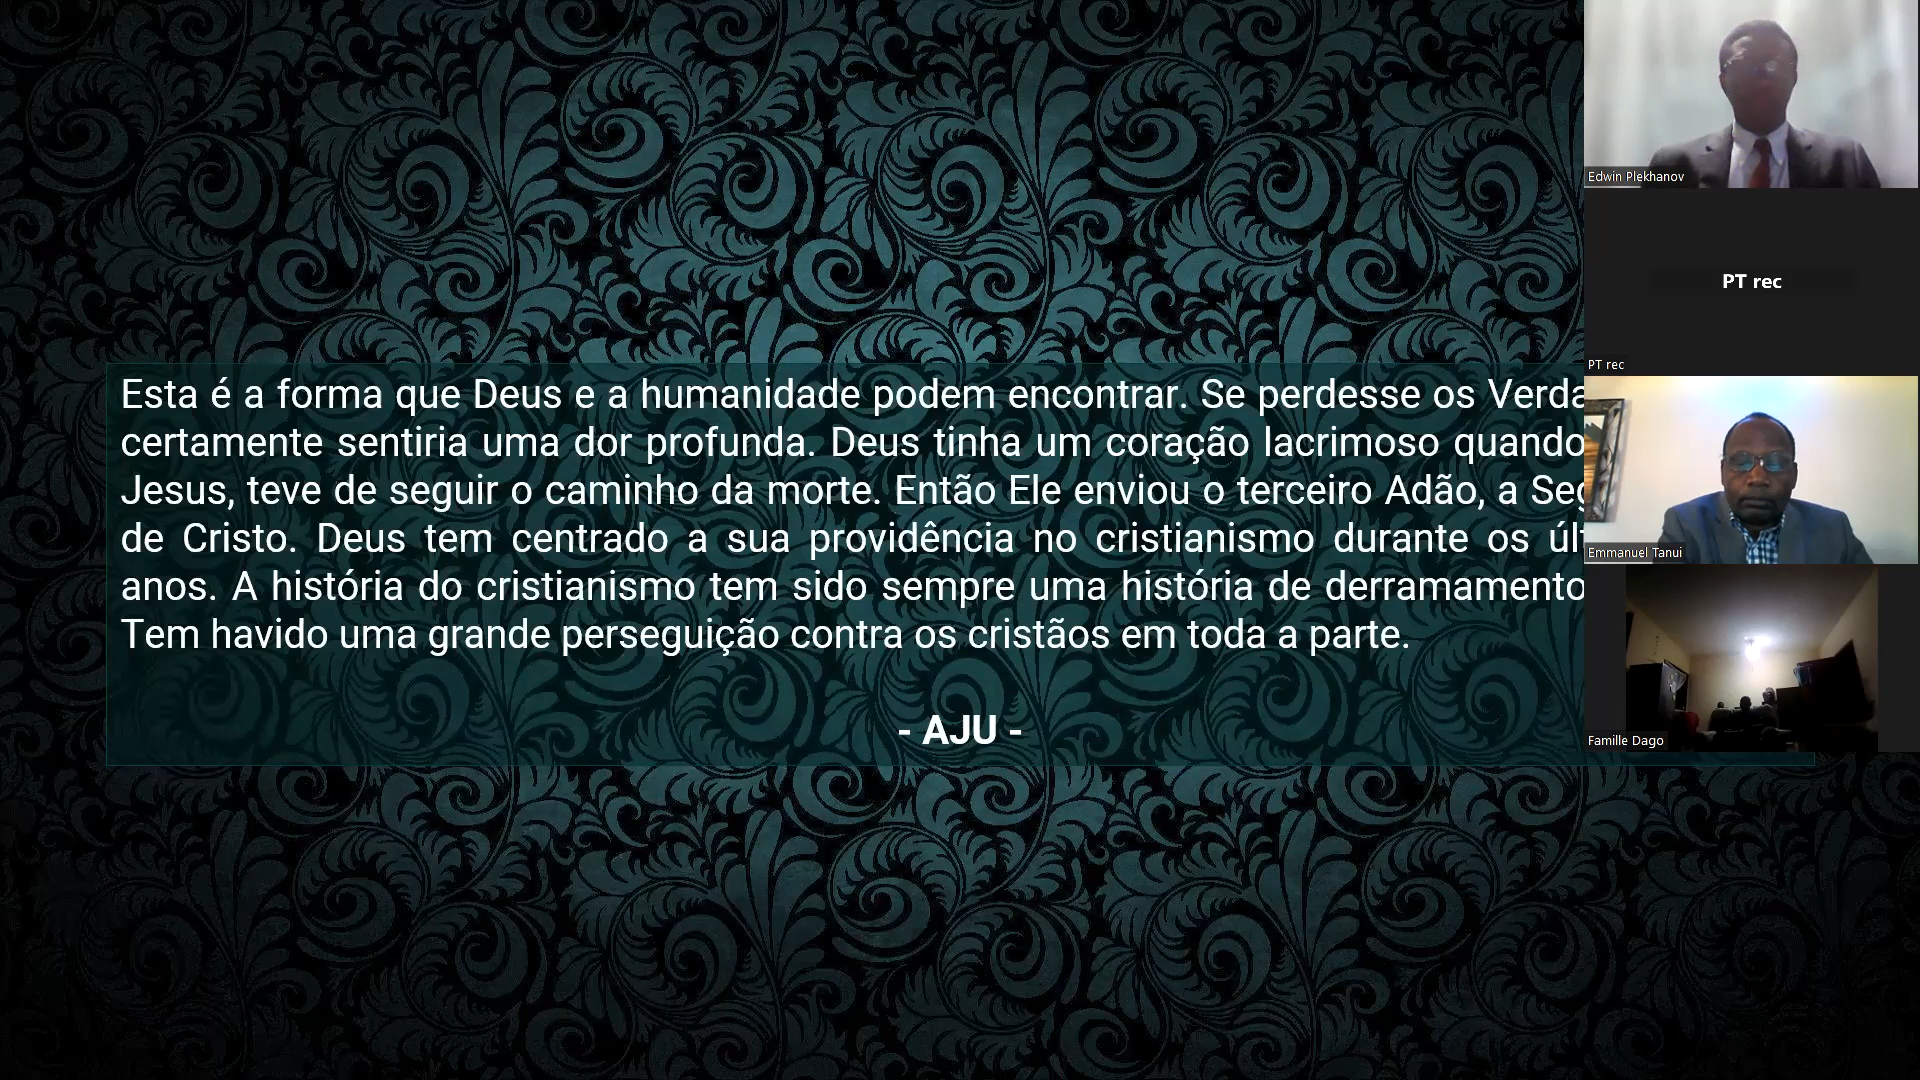 Esta é a forma que Deus e a humanidade podem encontrar. Se perdesse os
certamente sentiria uma dor profunda. Deus tinha um coração lacrimoso quando
Jesus, teve de seguir o caminho da morte. Então Ele enviou o terceiro Adão, a
de Cristo. Deus tem centrado a sua providência no cristianismo durante os
anos. A história do cristianismo tem sido sempre uma história de derramamento
Tem havido uma grande perseguição contra os cristãos em toda a parte.
- AJU -
Edwin Plekhanov
PT rec
PT rec
Emmanuel Tanui
Famille Dago